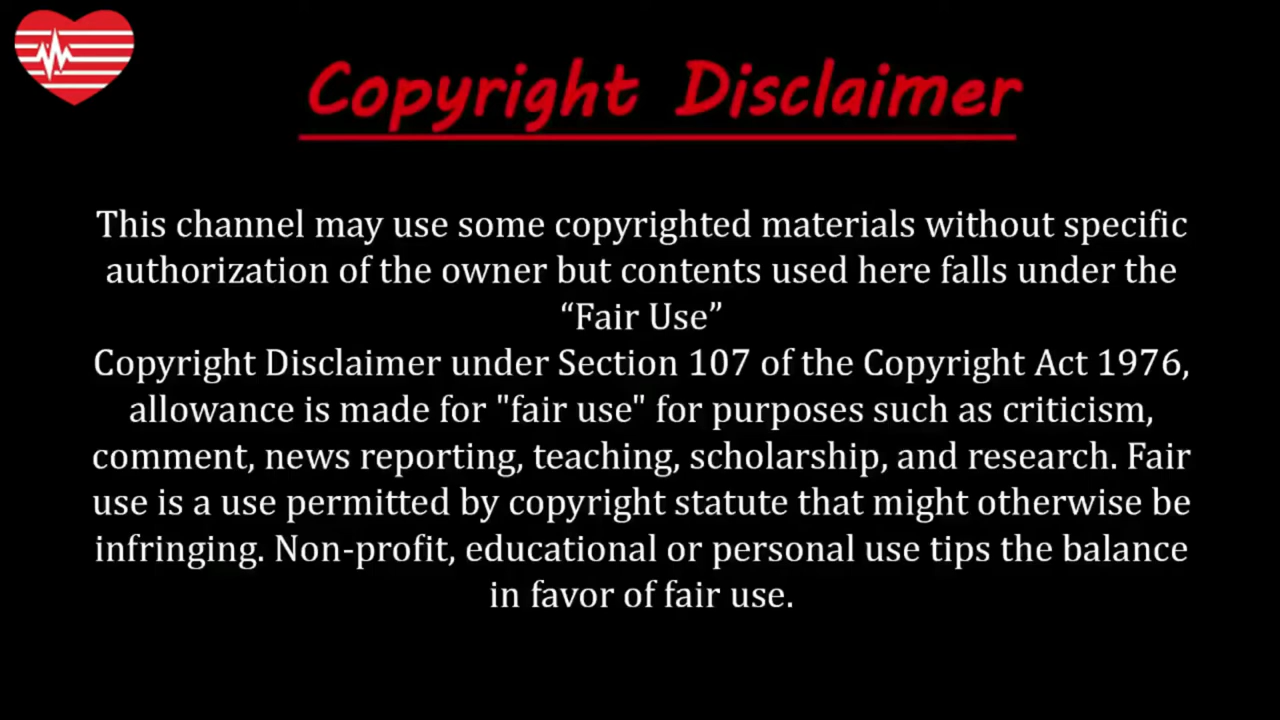 Copyright Disclaimer
This channel may use some copyrighted materials without specific
authorization of the owner but contents used here falls under the
“Fair Use”
Copyright Disclaimer under Section 107 of the Copyright Act 1976,
allowance is made for "fair use" for purposes such as criticism,
comment, news reporting, teaching, scholarship, and research. Fair
use is a use permitted by copyright statute that might otherwise be
infringing. Non-profit, educational or personal use tips the balance
in favor of fair use.